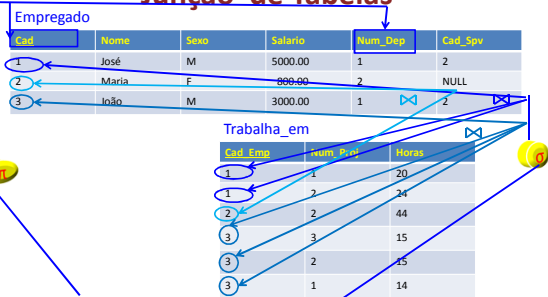 Junção de Tabelas
Empregado
Cad Nome Sexo Salario Num_Dep Cad_Spv
1 José M 5000.00 1 2
2 Maria F 800.00 2 NULL
3 João M 3000.00 1 ⋈ 2 ⋈
⋈
Trabalha_em
Cad_Emp Num_Proj Horas
σ
1 1 20
π
1 2 24
2 2 44
3 3 15
3 2 15
3 1 14